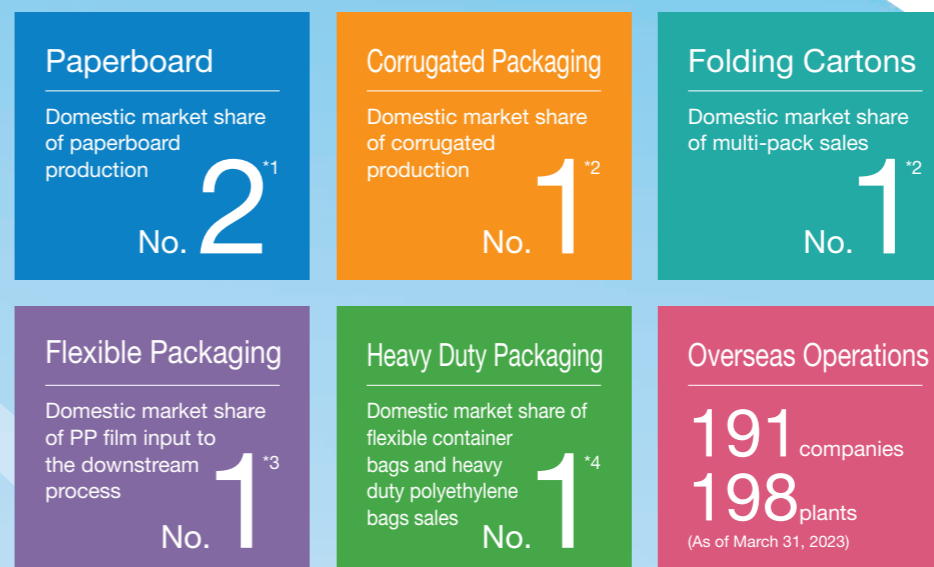 Paperboard
Domestic market share
of paperboard
production
No. 2*1
Corrugated Packaging
Domestic market share
of corrugated
production
No. 1*2
Folding Cartons
Domestic market share
of multi-pack sales
No. 1*2
Flexible Packaging
Domestic market share
of PP film input to
the downstream
process
No. 1*3
Heavy Duty Packaging
Domestic market share of
flexible container
bags and heavy
duty polyethylene
bags sales
No. 1*4
Overseas Operations
191 companies
198 plants
(As of March 31, 2023)